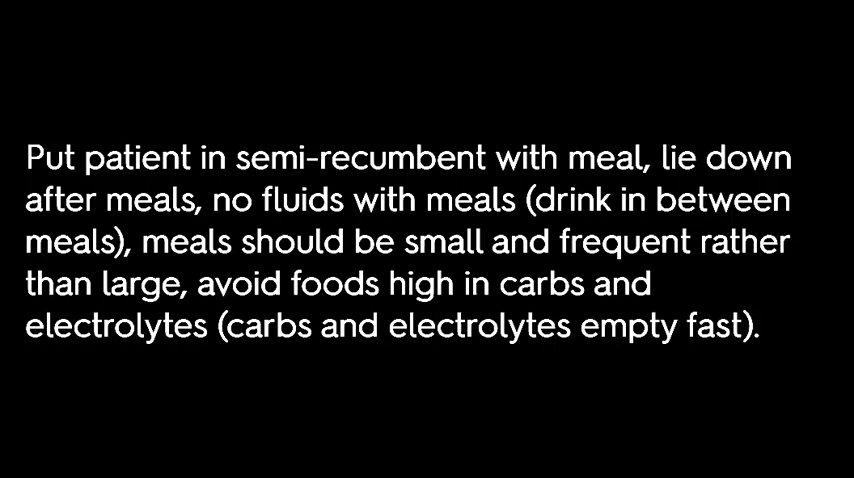 Put patient in semi-recumbent with meal, lie down
after meals, no fluids with meals (drink in between
meals), meals should be small and frequent rather
than large, avoid foods high in carbs and
electrolytes (carbs and electrolytes empty fast).